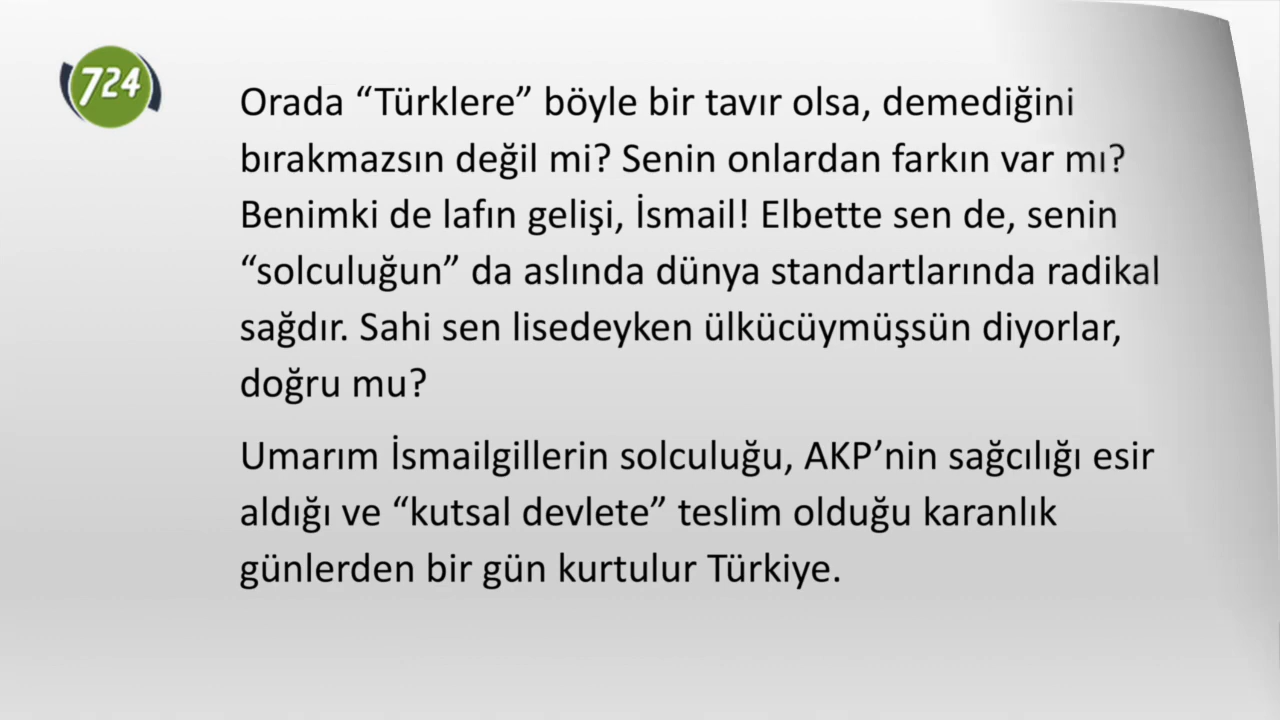 724
Orada “Türklere” böyle bir tavır olsa, demediğini
bırakmazsın değil mi? Senin onlardan farkın var mı?
Benimki de lafın gelişi, İsmail! Elbette sen de, senin
“solculuğun” da aslında dünya standartlarında radikal
sağdır. Sahi sen lisedeyken ülkücüymüşsün diyorlar,
doğru mu?
Umarım İsmailgillerin solculuğu, AKP’nin sağcılığı esir
aldığı ve “kutsal devlete” teslim olduğu karanlık
günlerden bir gün kurtulur Türkiye.